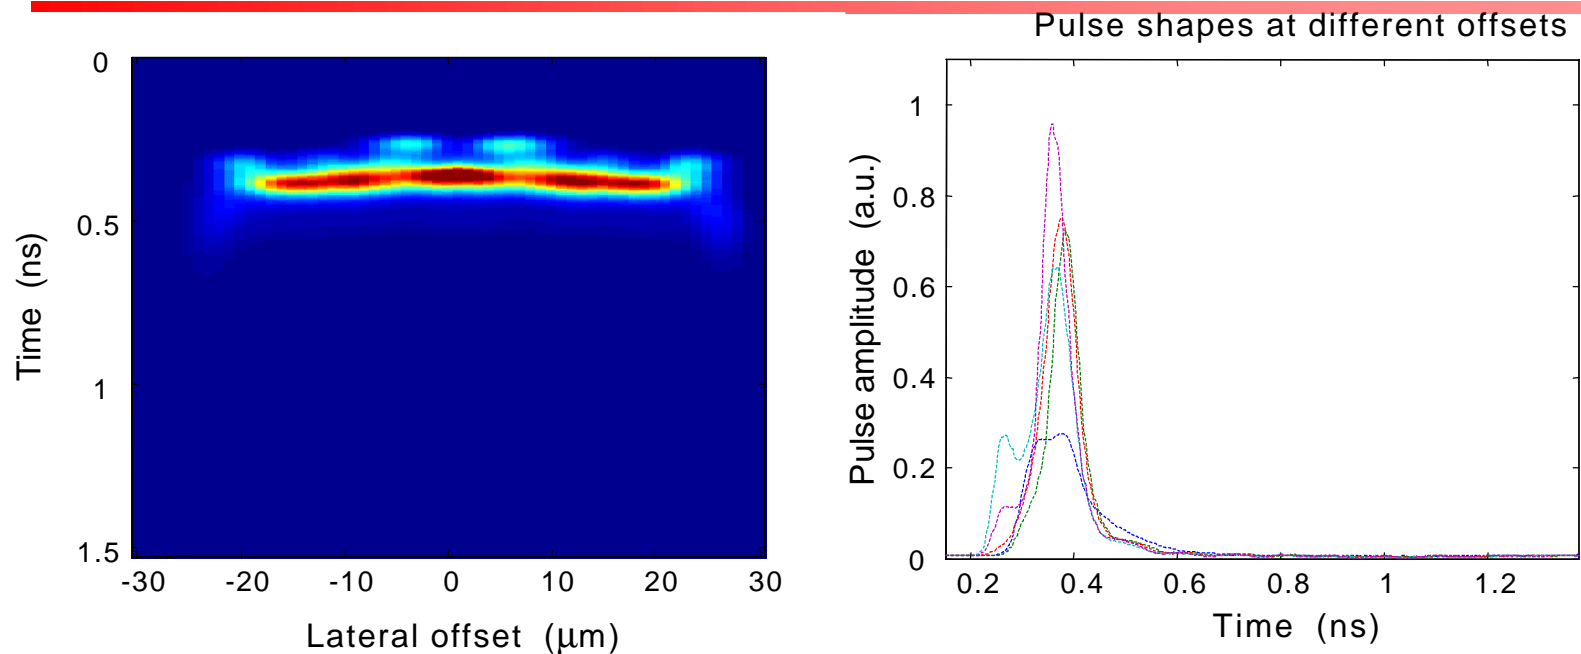 Pulse shapes at different offsets
0
0.5
1
1.5
Time (ns)
-30 -20 -10 0 10 20 30
Lateral offset (μm)
1
0.8
0.6
0.4
0.2
0
Pulse amplitude (a.u.)
0.2 0.4 0.6 0.8 1 1.2
Time (ns)